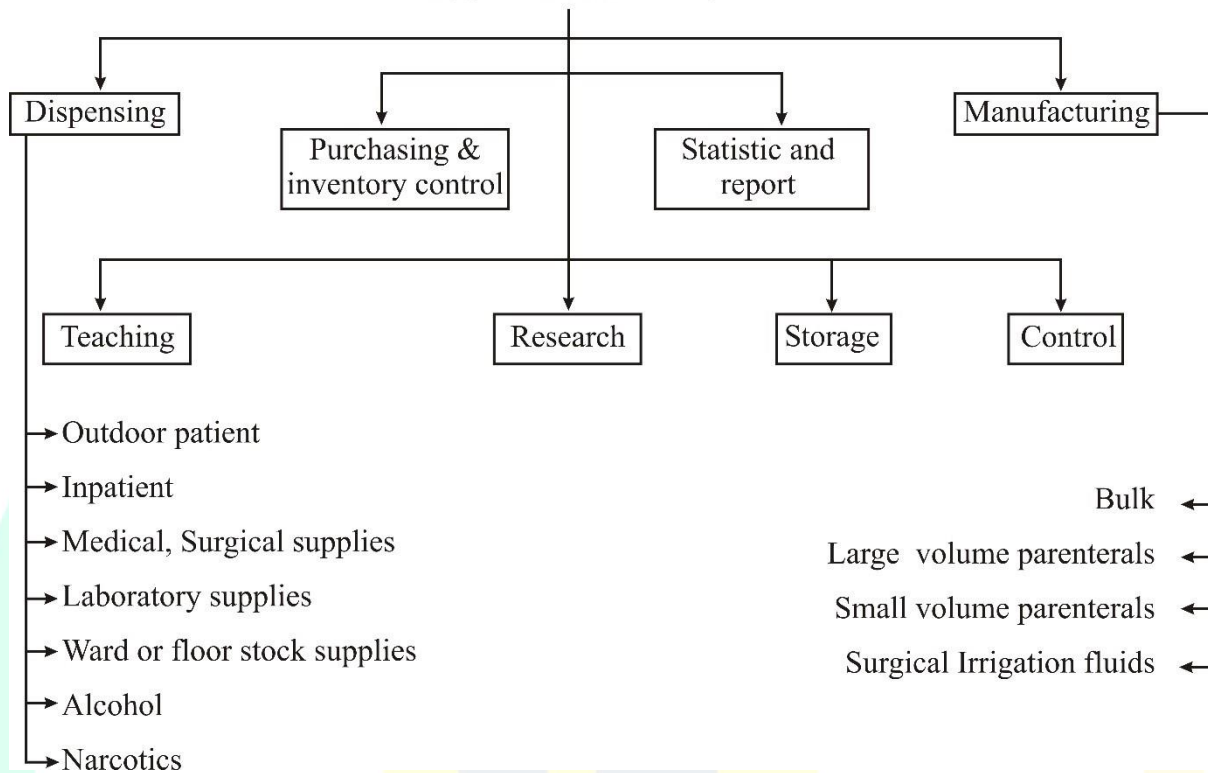 Dispensing
Manufacturing
Purchasing &
inventory control
Statistic and
report
Teaching
Research
Storage
Control
Outdoor patient
Inpatient
Medical, Surgical supplies
Laboratory supplies
Ward or floor stock supplies
Alcohol
Narcotics
Bulk
Large volume parenterals
Small volume parenterals
Surgical Irrigation fluids